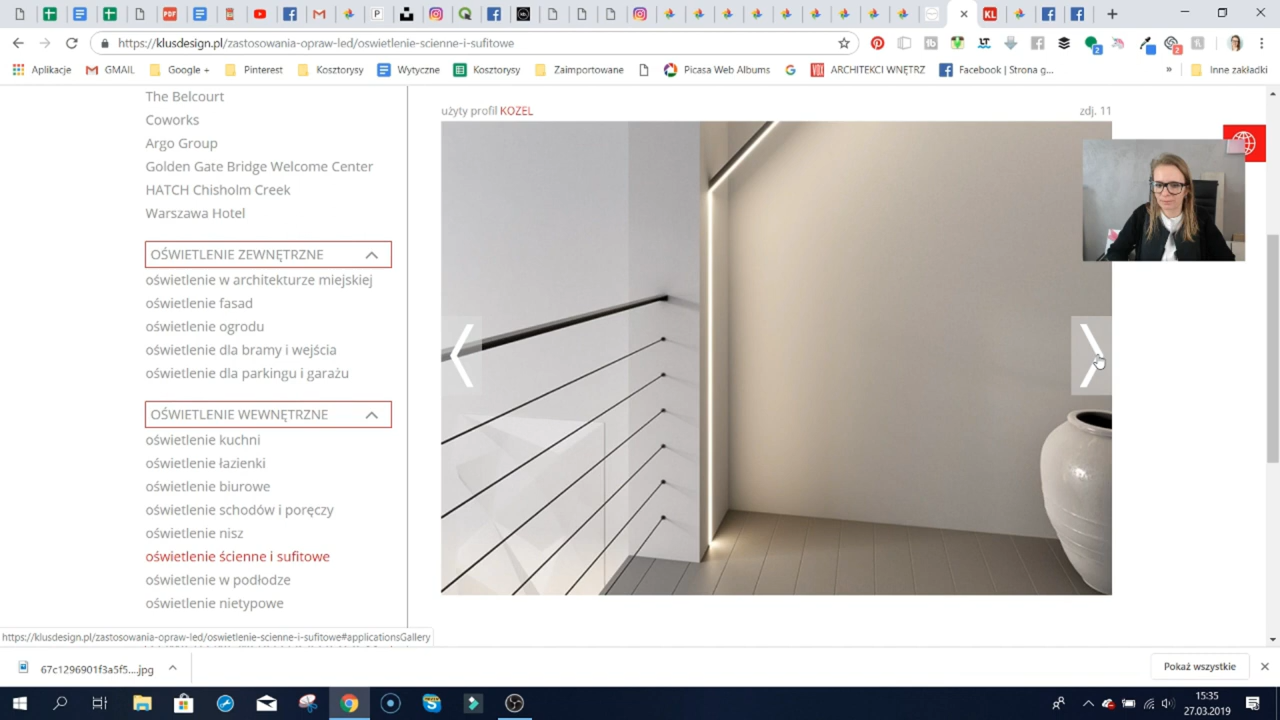 https://klusdesign.pl/zastosowania-opraw-led/oswietlenie-scienne-i-sufitowe
Aplikacje
GMAIL
Google +
Pinterest
Kosztorysy
Wytyczne
Kosztorysy
Zaimportowane
Picasa Web Albums
ARCHITEKCI WNĘTRZ
Facebook | Strona g...
»
Inne zakładki
The Belcourt
Coworks
Argo Group
Golden Gate Bridge Welcome Center
HATCH Chisholm Creek
Warszawa Hotel
OŚWIETLENIE ZEWNĘTRZNE
oświetlenie w architekturze miejskiej
oświetlenie fasad
oświetlenie ogrodu
oświetlenie dla bramy i wejścia
oświetlenie dla parkingu i garażu
OŚWIETLENIE WEWNĘTRZNE
oświetlenie kuchni
oświetlenie łazienki
oświetlenie biurowe
oświetlenie schodów i poręczy
oświetlenie nisz
oświetlenie ścienne i sufitowe
oświetlenie w podłodze
oświetlenie nietypowe
użyty profil KOZEL
zdj. 11
https://klusdesign.pl/zastosowania-opraw-led/oswietlenie-scienne-i-sufitowe#applicationsGallery
67c1296901f3a5f5....jpg
Pokaż wszystkie
15:35
27.03.2019